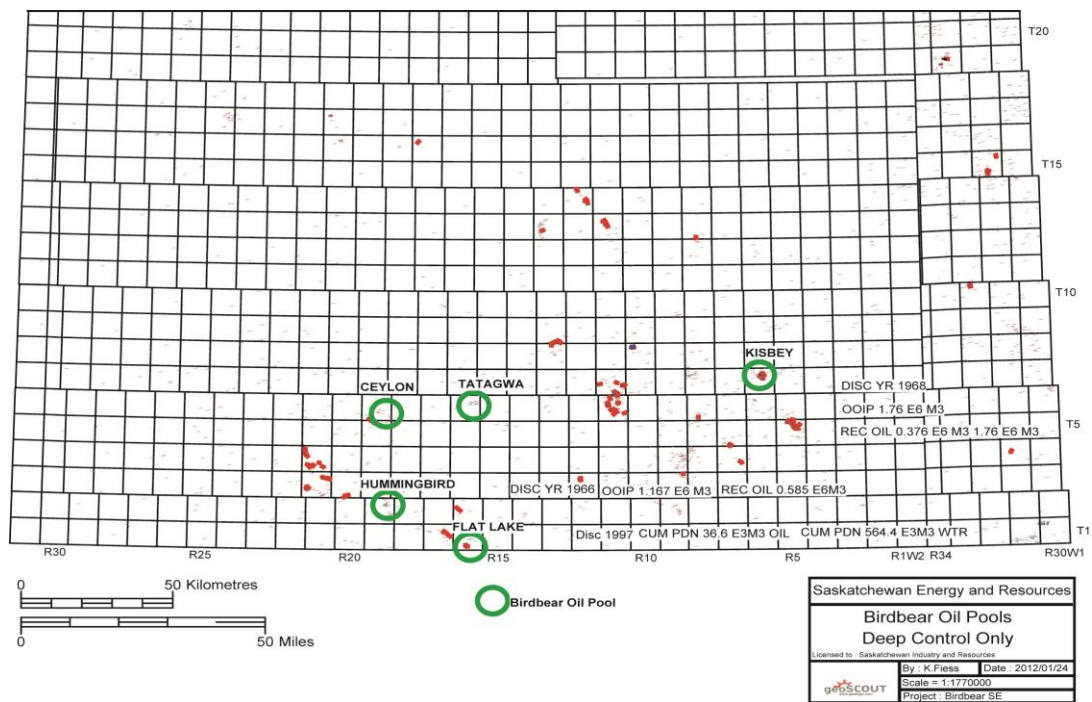 T20
T15
T10
KISBEY
CEYLON
TATAGWA
DISC YR 1968
OOIP 1.76 E6 M3
T5
REC OIL 0.376 E6 M3 1.76 E6 M3
HUMMINGBIRD
DISC YR 1966 OOIP 1.167 E6 M3 REC OIL 0.585 E6M3
FLAT LAKE
Disc 1997 CUM PDN 36.6 E3M3 OIL CUM PDN 564.4 E3M3 WTR
T1
R30 R25 R20 R15 R10 R5 R1W2 R34 R30W1
0 50 Kilometres
0 50 Miles
Birdbear Oil Pool
Saskatchewan Energy and Resources
Birdbear Oil Pools
Deep Control Only
Licensed to : Saskatchewan Industry and Resources
By : K.Fiess Date : 2012/01/24
Scale = 1:1770000
geoSCOUT
Project : Birdbear SE